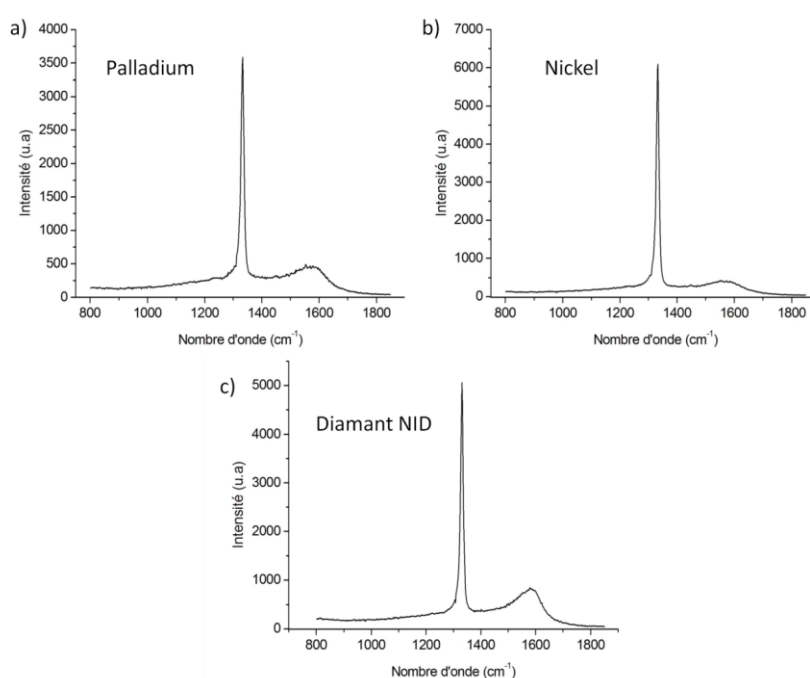 a)
Palladium
4000
3500
3000
2500
2000
1500
1000
500
0
Intensité (u.a)
800 1000 1200 1400 1600 1800
Nombre d'onde (cm⁻¹)
b)
Nickel
7000
6000
5000
4000
3000
2000
1000
0
Intensité (u.a)
800 1000 1200 1400 1600 1800
Nombre d'onde (cm⁻¹)
c)
Diamant NID
5000
4000
3000
2000
1000
0
Intensité (u.a)
800 1000 1200 1400 1600 1800
Nombre d'onde (cm⁻¹)